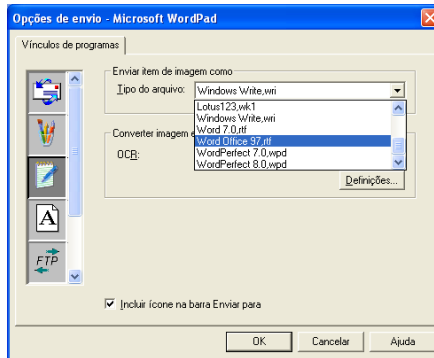 Opções de envio - Microsoft WordPad
Vínculos de programas
Enviar item de imagem como
Tipo do arquivo: Windows Write,wri
Lotus123,wk1
Windows Write,wri
Word 7.0,rtf
Word Office 97,rtf
WordPerfect 7.0,wpd
WordPerfect 8.0,wpd
Converter imagem e
OCR:
Definições...
A
FTP
Incluir ícone na barra Enviar para
OK Cancelar Ajuda